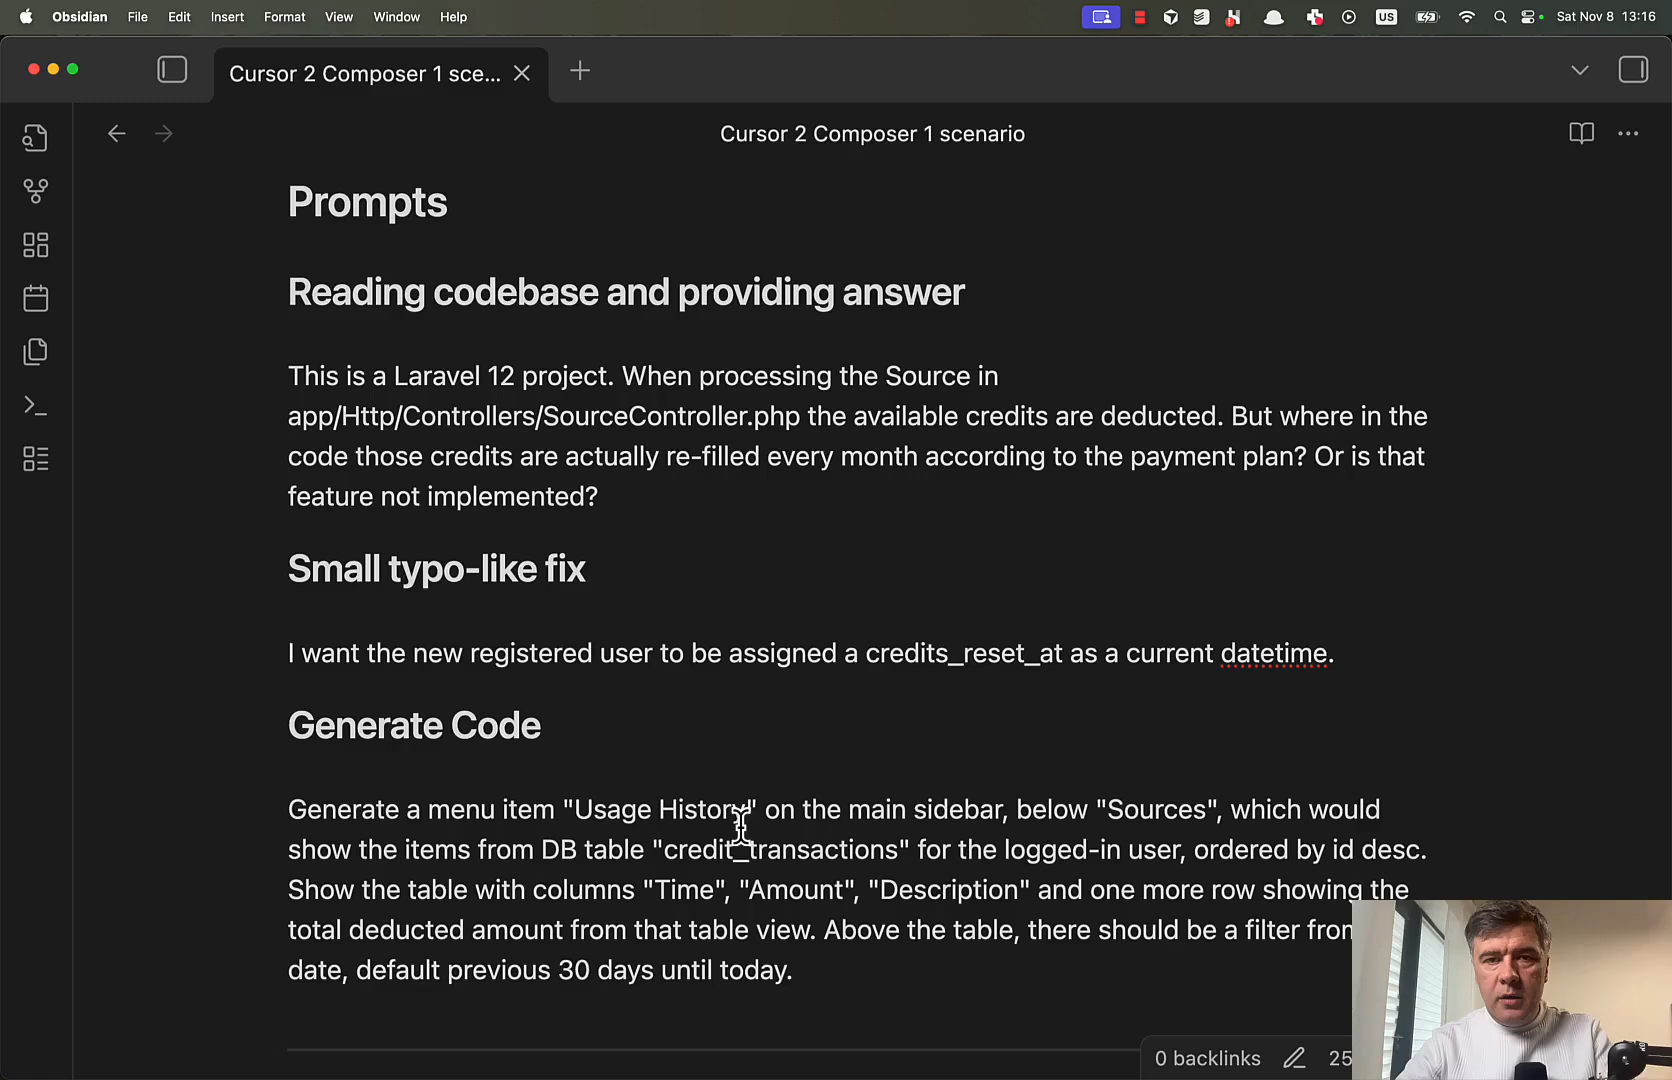 Obsidian File Edit Insert Format View Window Help US Sat Nov 8 13:16
Cursor 2 Composer 1 sce...
Cursor 2 Composer 1 scenario
Prompts
Reading codebase and providing answer
This is a Laravel 12 project. When processing the Source in
app/Http/Controllers/SourceController.php the available credits are deducted. But where in the
code those credits are actually re-filled every month according to the payment plan? Or is that
feature not implemented?
Small typo-like fix
I want the new registered user to be assigned a credits_reset_at as a current datetime.
Generate Code
Generate a menu item "Usage History" on the main sidebar, below "Sources", which would
show the items from DB table "credit_transactions" for the logged-in user, ordered by id desc.
Show the table with columns "Time", "Amount", "Description" and one more row showing the
total deducted amount from that table view. Above the table, there should be a filter from
date, default previous 30 days until today.
0 backlinks 25